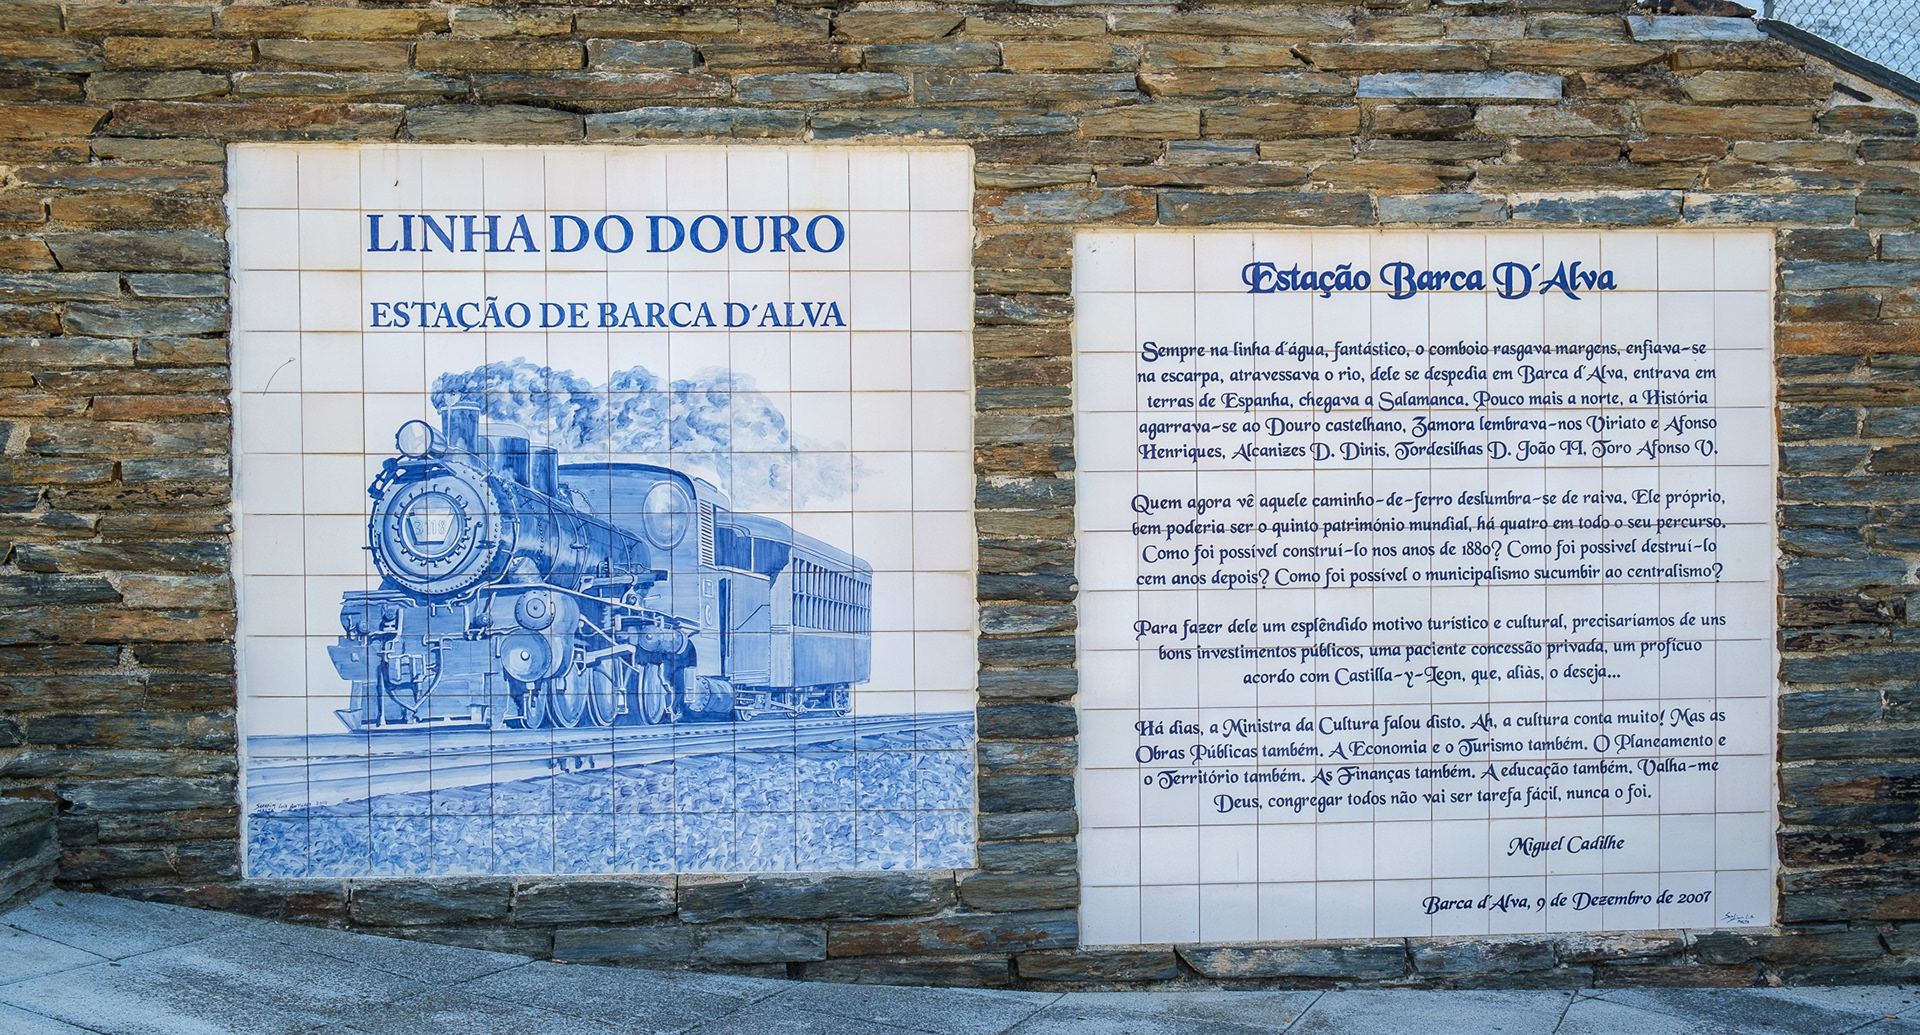 LINHA DO DOURO
ESTAÇÃO DE BARCA D´ALVA
3118
Estação Barca D´Alva
Sempre na linha d'água, fantástico, o comboio rasgava margens, enfiava-se
na escarpa, atravessava o rio, dele se despedia em Barca d'Alva, entrava em
terras de Espanha, chegava a Salamanca. Pouco mais a norte, a História
agarrava-se ao Douro castelhano, Zamora lembrava-nos Viriato e Afonso
Henriques, Alcanizes D. Dinis, Tordesilhas D. João II, Toro Afonso V.
Quem agora vê aquele caminho-de-ferro deslumbra-se de raiva. Ele próprio,
bem poderia ser o quinto património mundial, há quatro em todo o seu percurso.
Como foi possível construí-lo nos anos de 1880? Como foi possivel destruí-lo
cem anos depois? Como foi possível o municipalismo sucumbir ao centralismo?
Para fazer dele um esplêndido motivo turístico e cultural, precisaríamos de uns
bons investimentos públicos, uma paciente concessão privada, um profícuo
acordo com Castilla-y-Leon, que, aliàs, o deseja...
Há dias, a Ministra da Cultura falou disto. Ah, a cultura conta muito! Mas as
Obras Públicas também. A Economia e o Turismo também. O Planeamento e
o Território também. As Finanças também. A educação também. Valha-me
Deus, congregar todos não vai ser tarefa fácil, nunca o foi.
Miguel Cadilhe
Barca d'Alva, 9 de Dezembro de 2007